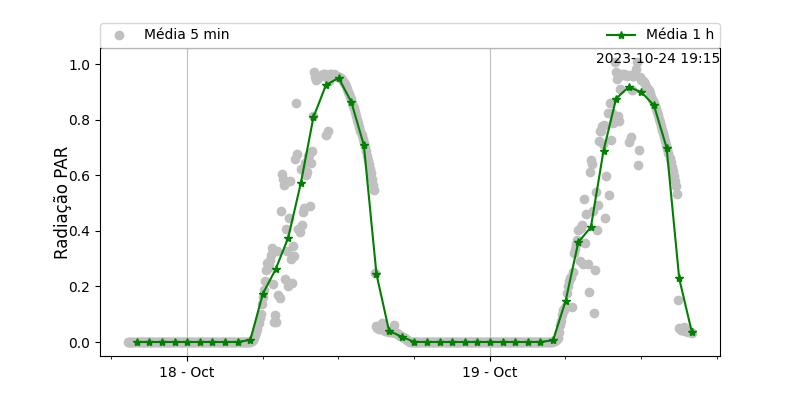 Média 5 min
Média 1 h
2023-10-24 19:15
1.0
0.8
0.6
0.4
0.2
0.0
Radiação PAR
18 - Oct
19 - Oct